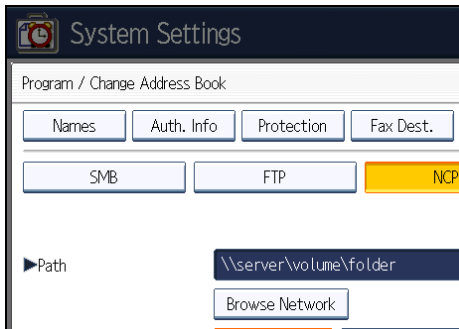 System Settings
Program / Change Address Book
Names Auth. Info Protection Fax Dest.
SMB FTP NCP
►Path \\server\volume\folder
Browse Network